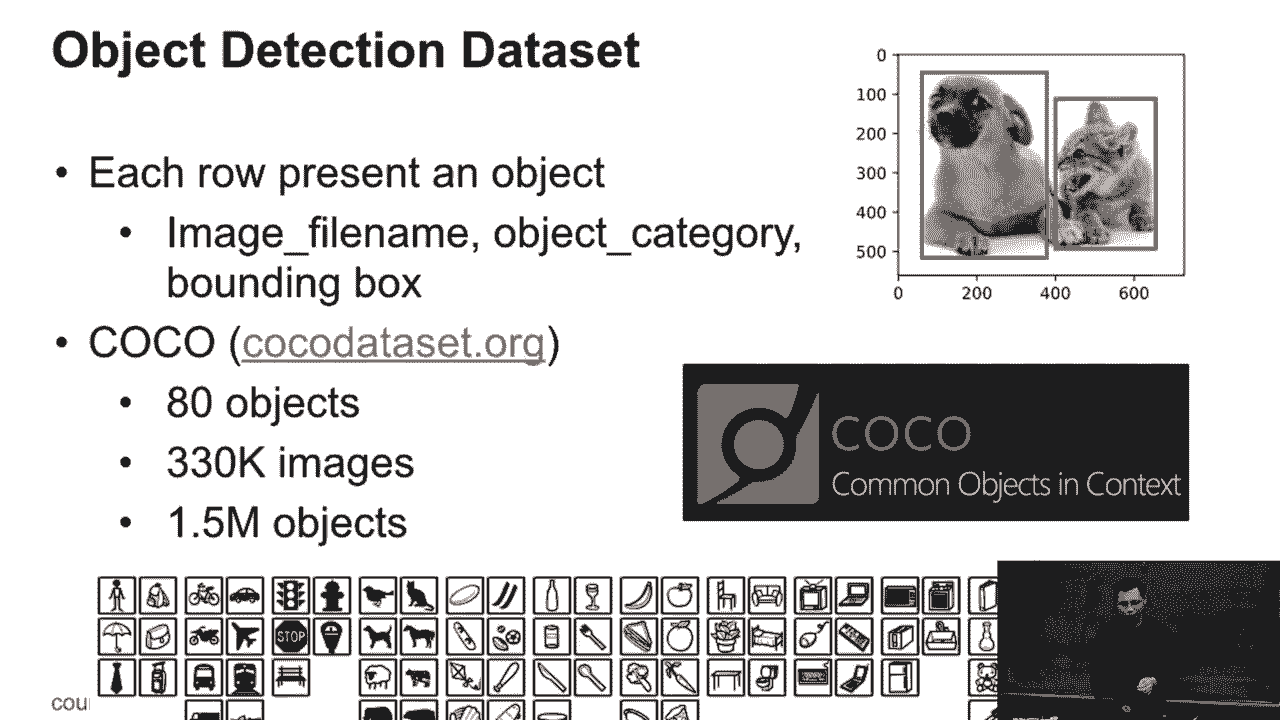 Object Detection Dataset
• Each row present an object
• Image_filename, object_category,
bounding box
• COCO (cocodataset.org)
• 80 objects
• 330K images
• 1.5M objects
0
100
200
300
400
500
0 200 400 600
COCO
Common Objects in Context
STOP
cou